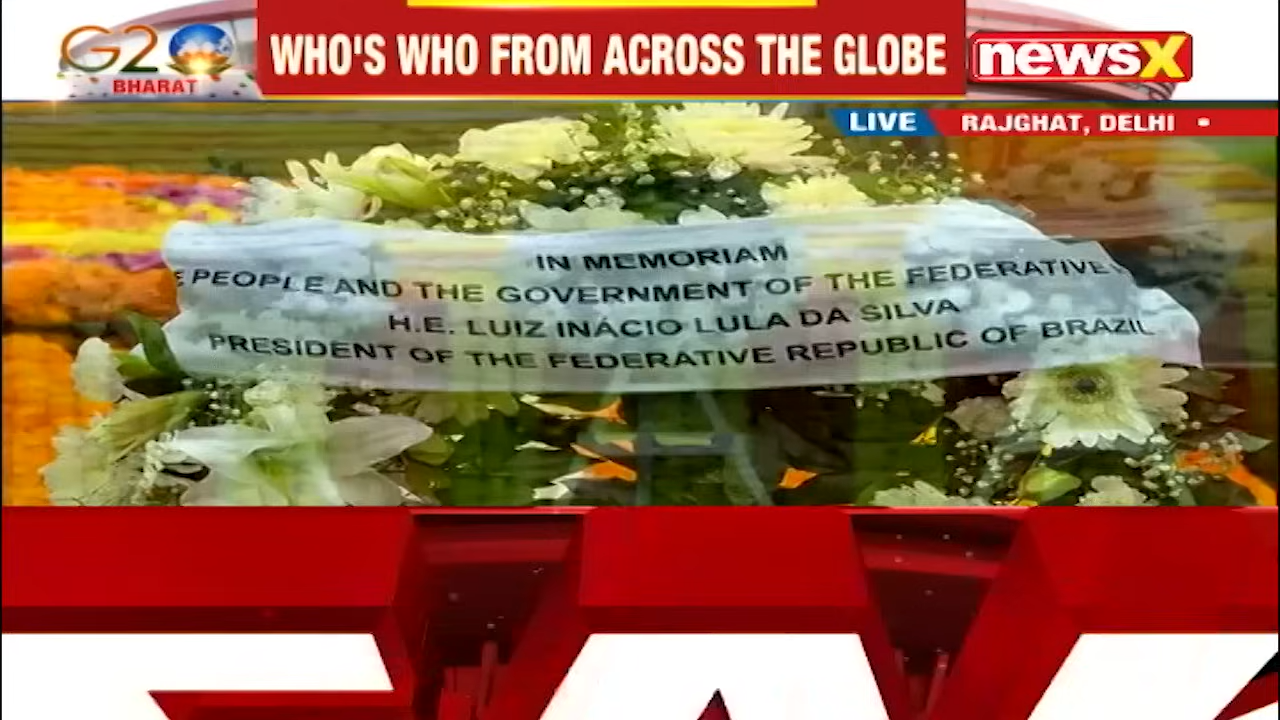 G20
BHARAT
WHO'S WHO FROM ACROSS THE GLOBE
newsX
LIVE
RAJGHAT, DELHI
IN MEMORIAM
PEOPLE AND THE GOVERNMENT OF THE FEDERATIVE
H.E. LUIZ INÁCIO LULA DA SILVA
PRESIDENT OF THE FEDERATIVE REPUBLIC OF BRAZIL